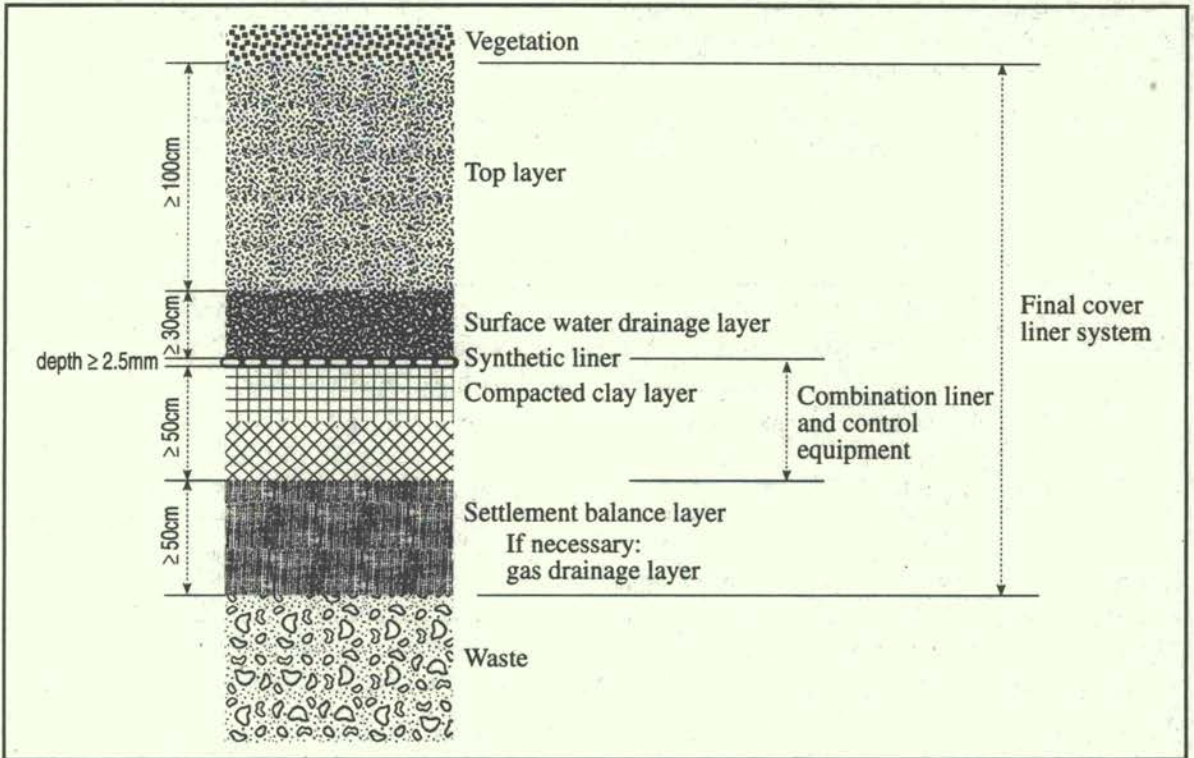 Vegetation
≥ 100cm
Top layer
≥30cm
Surface water drainage layer
depth ≥ 2.5mm
Synthetic liner
≥50cm
Compacted clay layer
Combination liner
and control
equipment
Final cover
liner system
≥ 50cm
Settlement balance layer
If necessary:
gas drainage layer
Waste